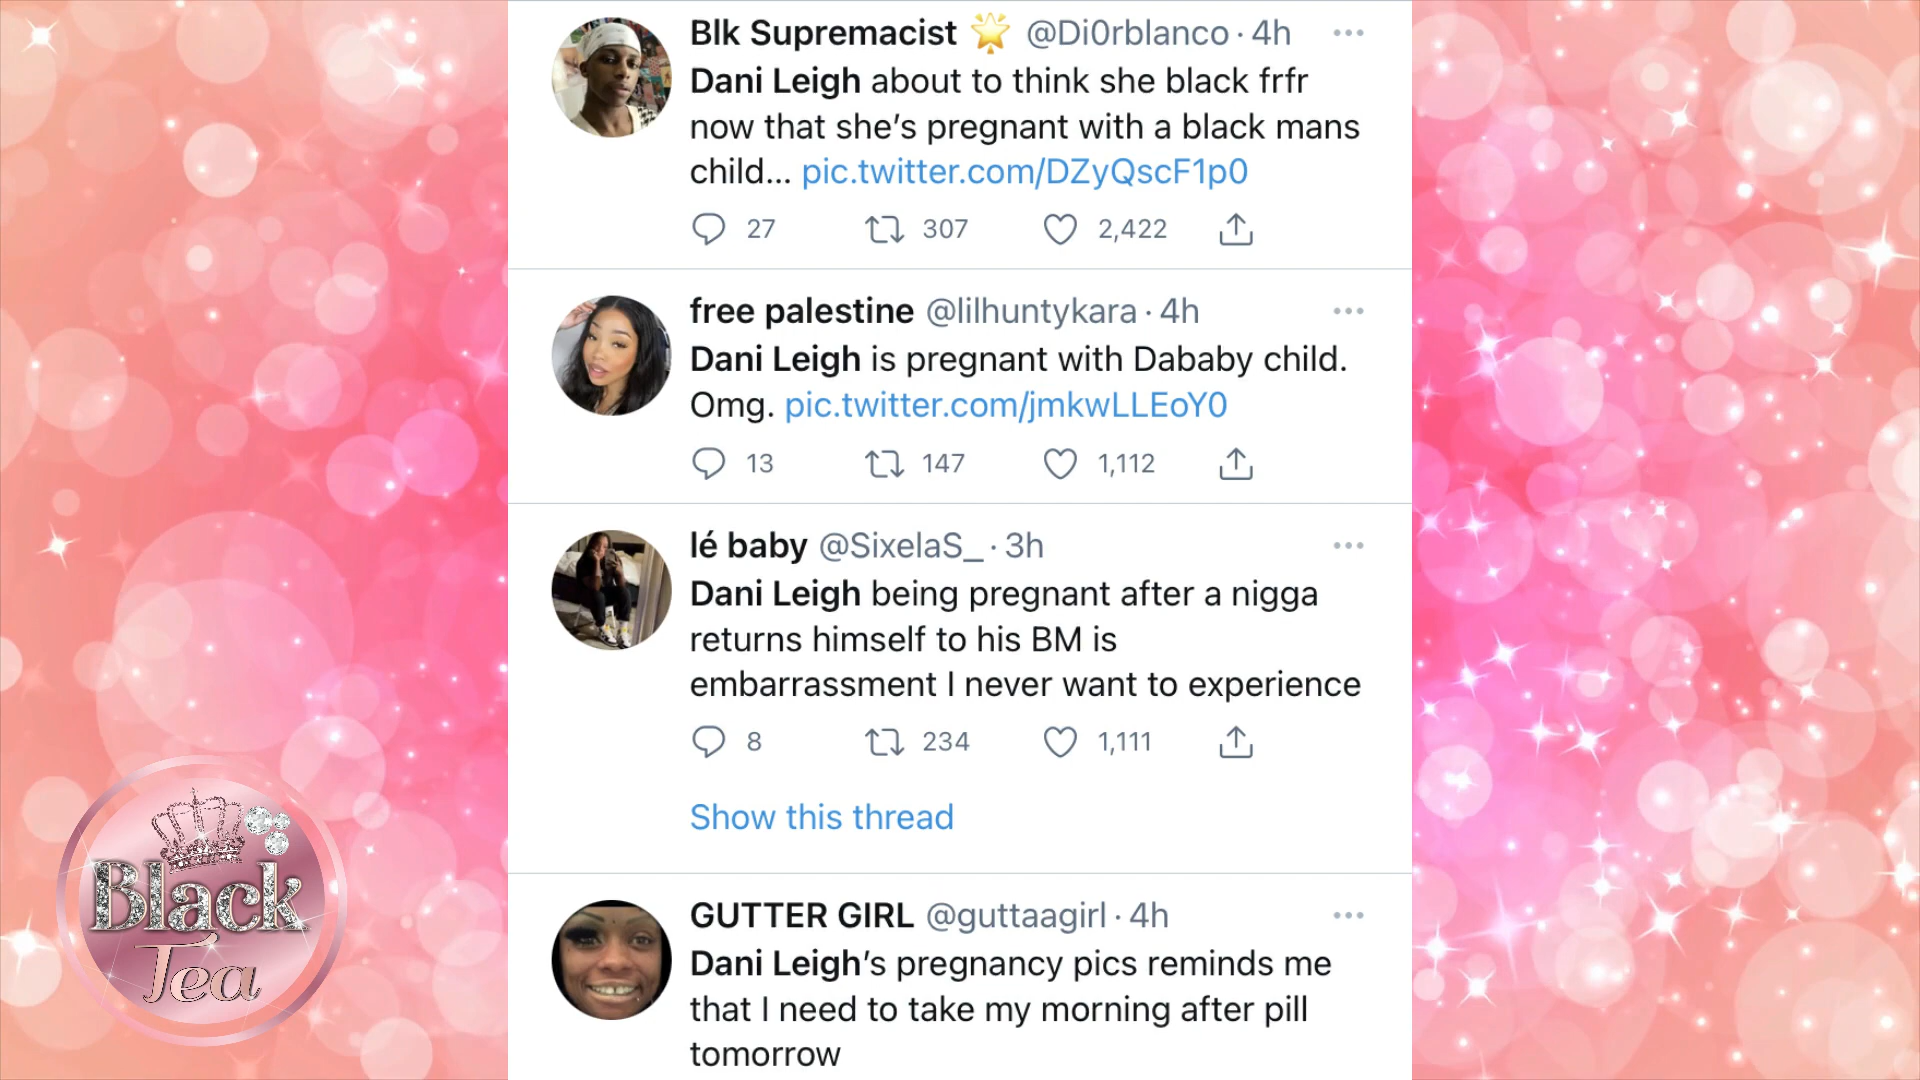 Blk Supremacist 🌟 @Di0rblanco · 4h
Dani Leigh about to think she black frfr
now that she's pregnant with a black mans
child... pic.twitter.com/DZyQscF1p0
27 307 2,422
free palestine @lilhuntykara · 4h
Dani Leigh is pregnant with Dababy child.
Omg. pic.twitter.com/jmkwLLEoY0
13 147 1,112
lé baby @SixelaS_ · 3h
Dani Leigh being pregnant after a nigga
returns himself to his BM is
embarrassment I never want to experience
8 234 1,111
Show this thread
GUTTER GIRL @guttaagirl · 4h
Dani Leigh's pregnancy pics reminds me
that I need to take my morning after pill
tomorrow
Black
Tea